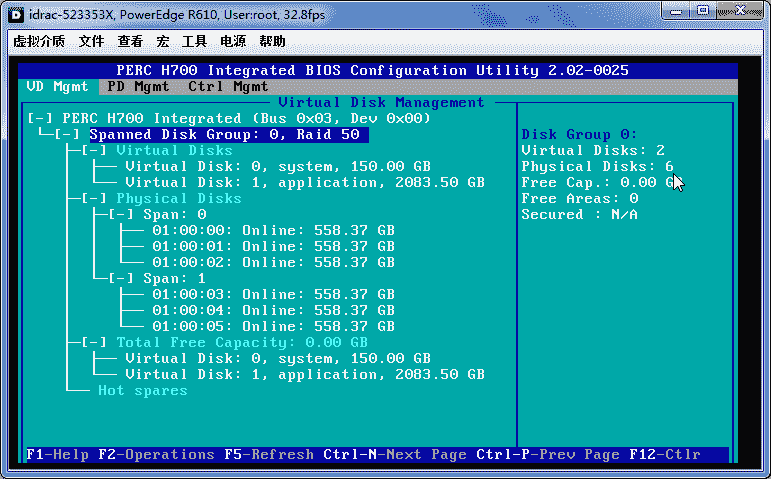 idrac-523353X, PowerEdge R610, User:root, 32.8fps
虚拟介质 文件 查看 宏 工具 电源 帮助
PERC H700 Integrated BIOS Configuration Utility 2.02-0025
VD Mgmt PD Mgmt Ctrl Mgmt
Virtual Disk Management
[-] PERC H700 Integrated (Bus 0x03, Dev 0x00)
[-] Spanned Disk Group: 0, Raid 50
[-] Virtual Disks
Virtual Disk: 0, system, 150.00 GB
Virtual Disk: 1, application, 2083.50 GB
[-] Physical Disks
[-] Span: 0
01:00:00: Online: 558.37 GB
01:00:01: Online: 558.37 GB
01:00:02: Online: 558.37 GB
[-] Span: 1
01:00:03: Online: 558.37 GB
01:00:04: Online: 558.37 GB
01:00:05: Online: 558.37 GB
[-] Total Free Capacity: 0.00 GB
Virtual Disk: 0, system, 150.00 GB
Virtual Disk: 1, application, 2083.50 GB
Hot spares
Disk Group 0:
Virtual Disks: 2
Physical Disks: 6
Free Cap.: 0.00
Free Areas: 0
Secured : N/A
F1-Help F2-Operations F5-Refresh Ctrl-N-Next Page Ctrl-P-Prev Page F12-Ctlr